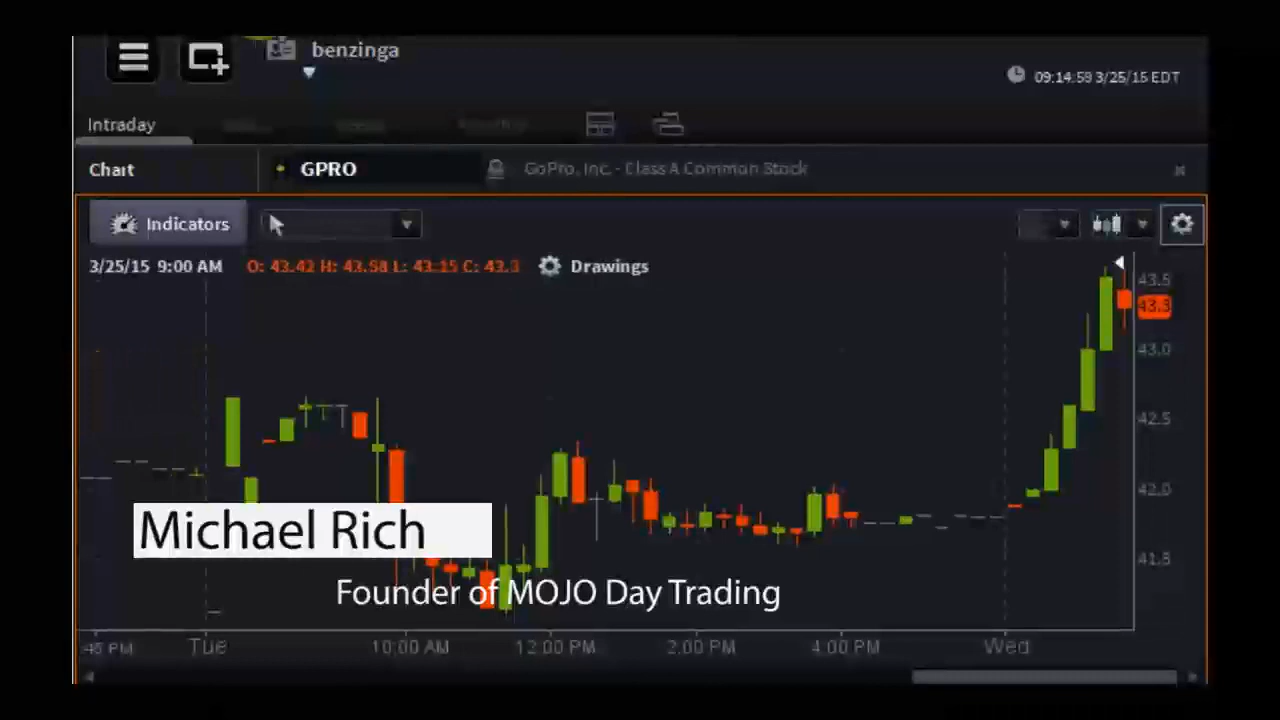 benzinga
09:14:59 3/25/15 EDT
Intraday
Chart
GPRO
GoPro, Inc. - Class A Common Stock
Indicators
3/25/15 9:00 AM O: 43.42 H: 43.58 L: 43.15 C: 43.3 Drawings
43.5
43.3
43.0
42.5
42.0
41.5
Michael Rich
Founder of MOJO Day Trading
:45 PM Tue 10:00 AM 12:00 PM 2:00 PM 4:00 PM Wed